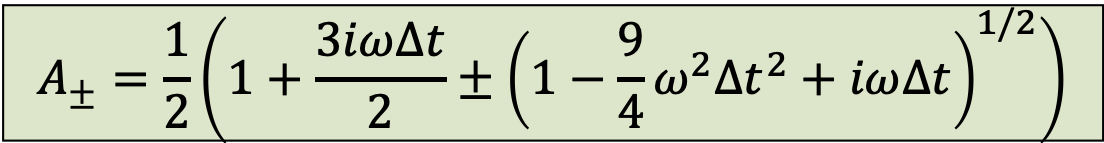 A± = 1/2 (1 + 3iωΔt/2 ± (1 − 9/4 ω²Δt² + iωΔt)^{1/2})